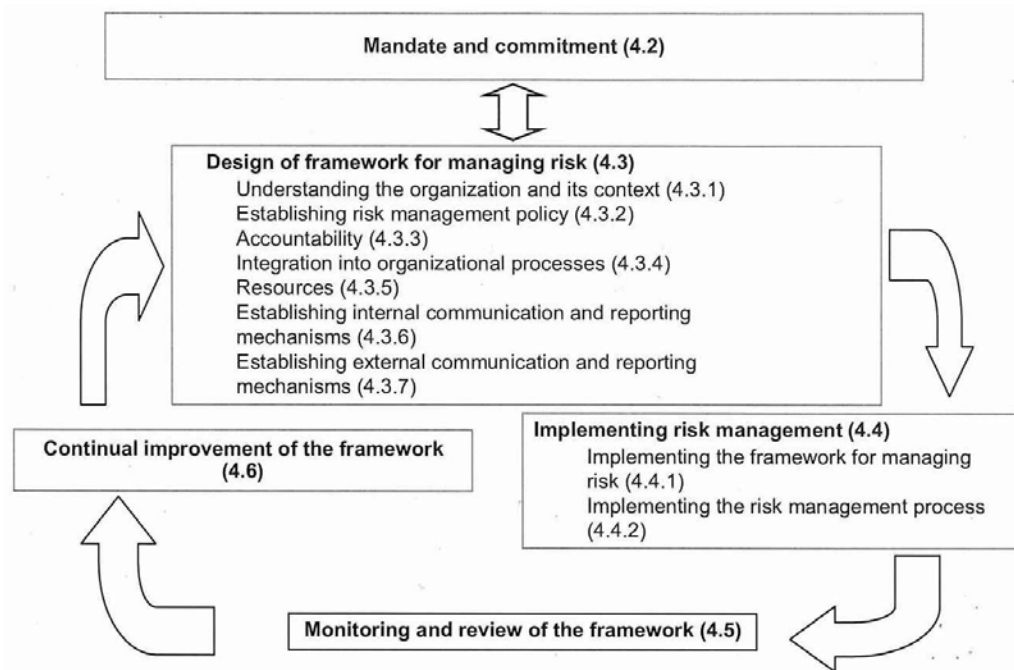 Mandate and commitment (4.2)
Design of framework for managing risk (4.3)
Understanding the organization and its context (4.3.1)
Establishing risk management policy (4.3.2)
Accountability (4.3.3)
Integration into organizational processes (4.3.4)
Resources (4.3.5)
Establishing internal communication and reporting
mechanisms (4.3.6)
Establishing external communication and reporting
mechanisms (4.3.7)
Implementing risk management (4.4)
Implementing the framework for managing
risk (4.4.1)
Implementing the risk management process
(4.4.2)
Continual improvement of the framework
(4.6)
Monitoring and review of the framework (4.5)